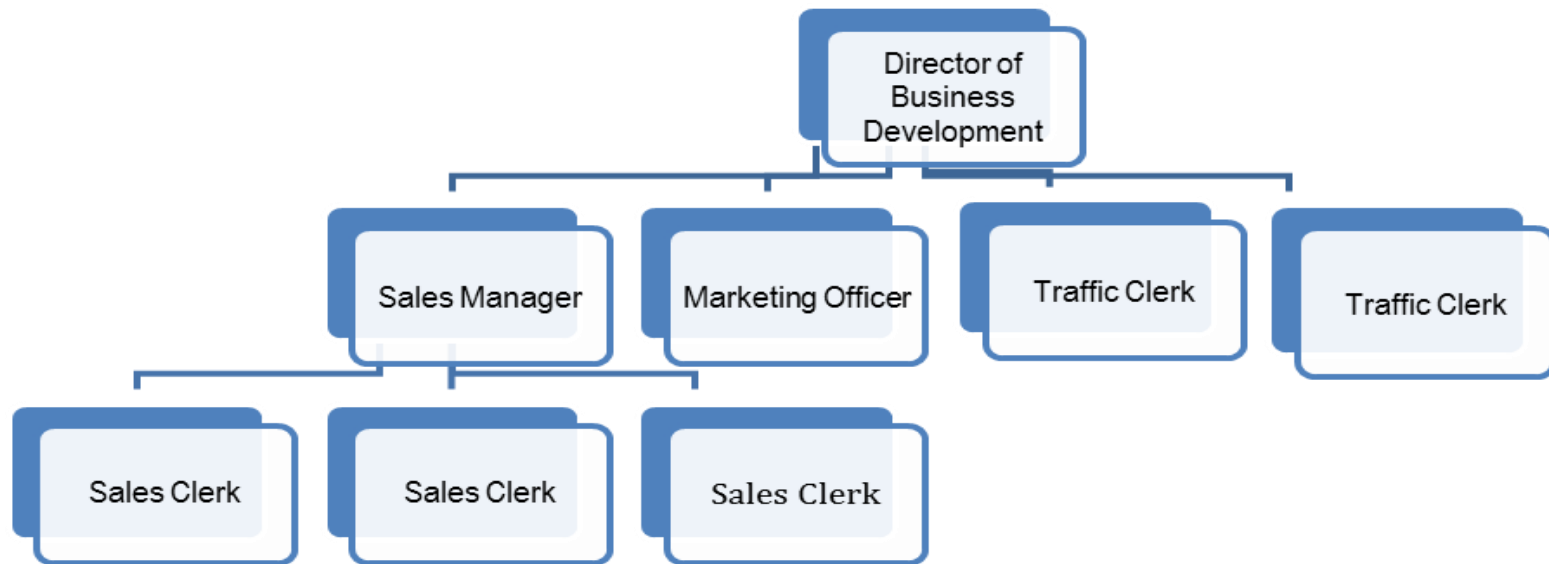 Director of
Business
Development
Sales Manager
Marketing Officer
Traffic Clerk
Traffic Clerk
Sales Clerk
Sales Clerk
Sales Clerk